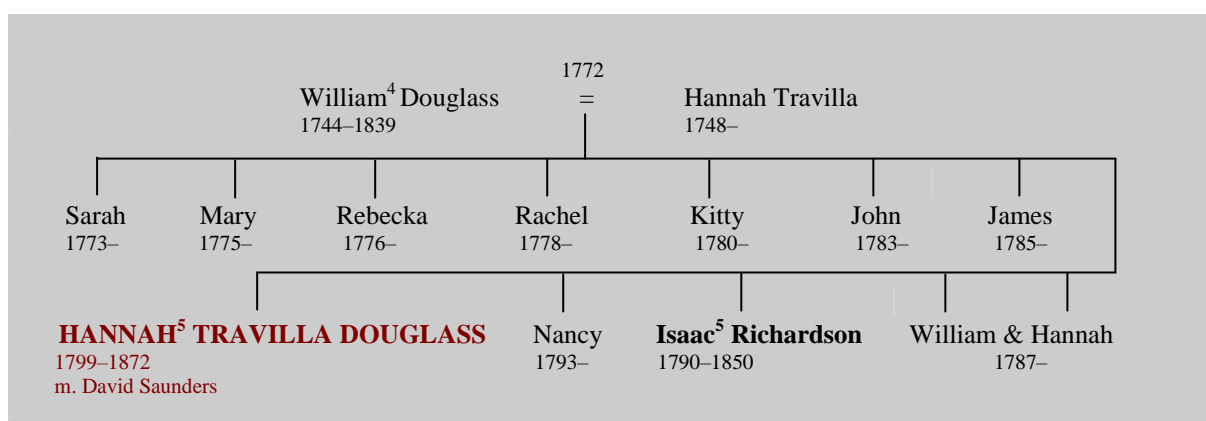 1772
William⁴ Douglass = Hannah Travilla
1744–1839 1748–
Sarah Mary Rebecka Rachel Kitty John James
1773– 1775– 1776– 1778– 1780– 1783– 1785–
HANNAH⁵ TRAVILLA DOUGLASS Nancy Isaac⁵ Richardson William & Hannah
1799–1872 1793– 1790–1850 1787–
m. David Saunders